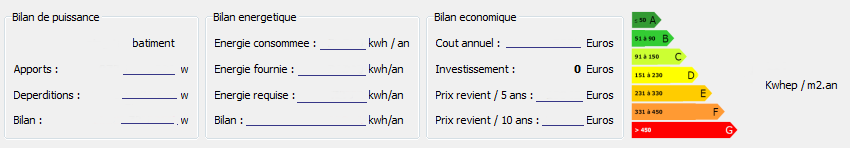 Bilan de puissance
batiment
Apports : ________ w
Deperditions : ________ w
Bilan : ________ . w
Bilan energetique
Energie consommee : ________ kwh / an
Energie fournie : ________ kwh/an
Energie requise : ________ kwh/an
Bilan : ________ kwh/an
Bilan economique
Cout annuel : ________ Euros
Investissement : 0 Euros
Prix revient / 5 ans : ________ Euros
Prix revient / 10 ans : ________ Euros
≤ 50 A
51 à 90 B
91 à 150 C
151 à 230 D
231 à 330 E
331 à 450 F
> 450 G
Kwhep / m2.an